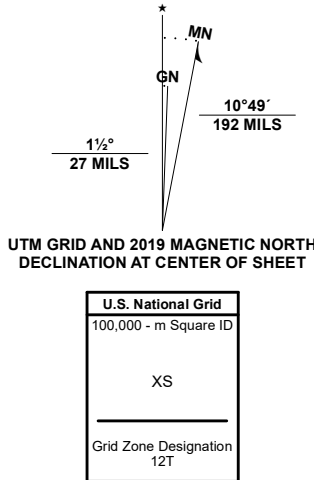 ★
MN
GN
10°49´
192 MILS
1½°
27 MILS
UTM GRID AND 2019 MAGNETIC NORTH
DECLINATION AT CENTER OF SHEET
U.S. National Grid
100,000 - m Square ID
XS
Grid Zone Designation
12T